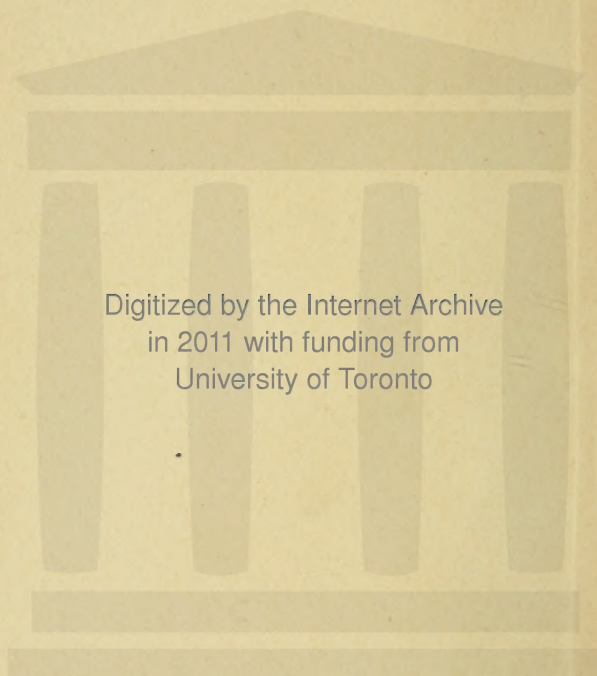 Digitized by the Internet Archive
in 2011 with funding from
University of Toronto